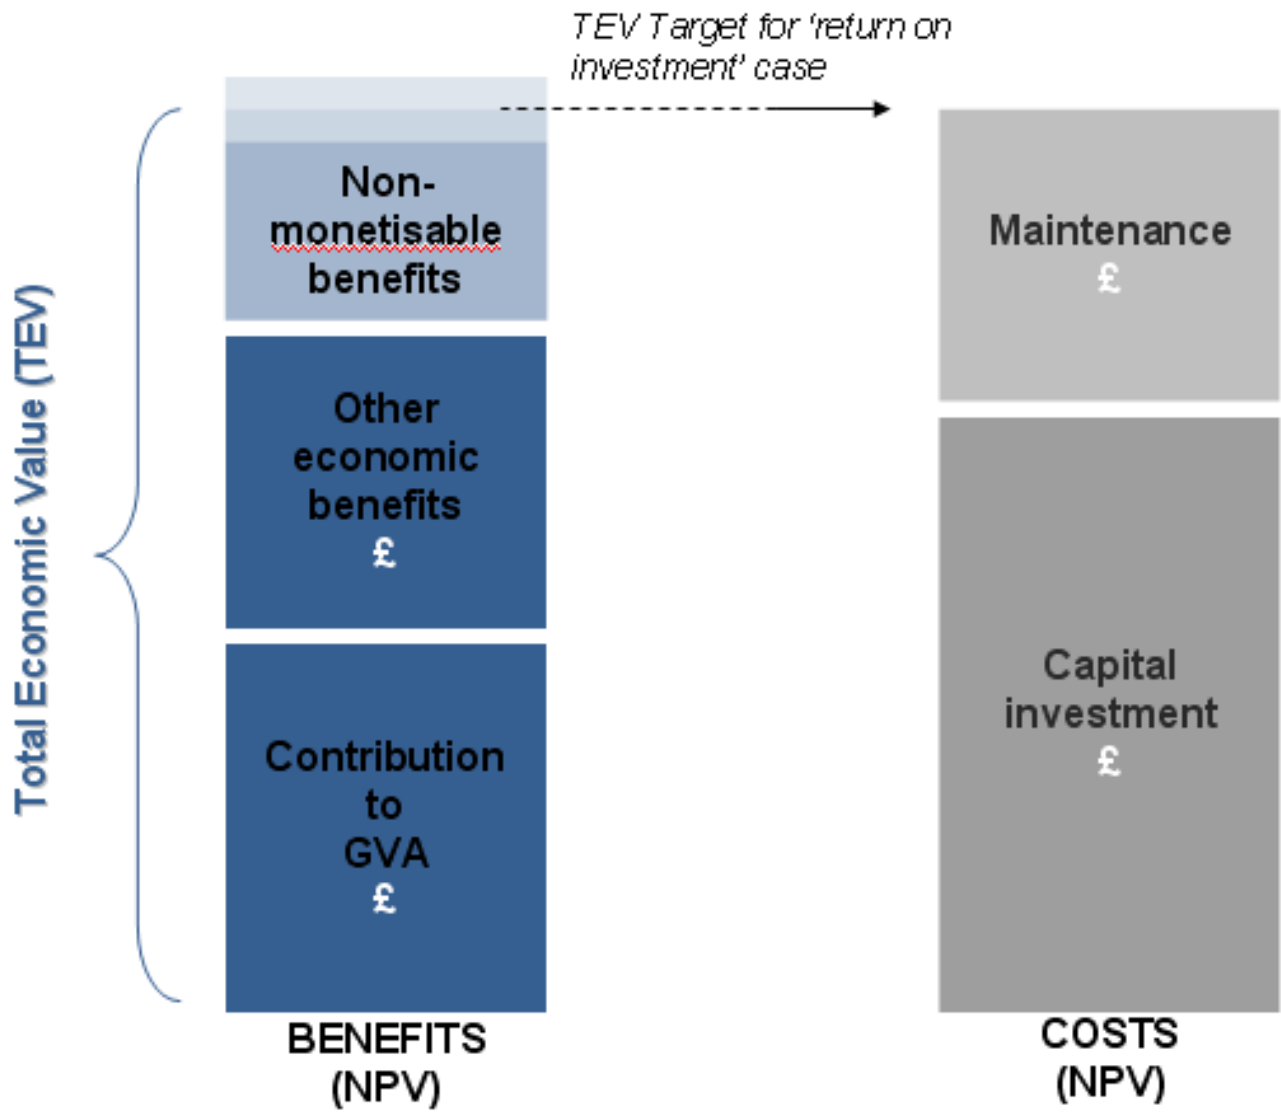 TEV Target for ‘return on
investment’ case
Total Economic Value (TEV)
Non-
monetisable
benefits
Other
economic
benefits
£
Contribution
to
GVA
£
BENEFITS
(NPV)
Maintenance
£
Capital
investment
£
COSTS
(NPV)